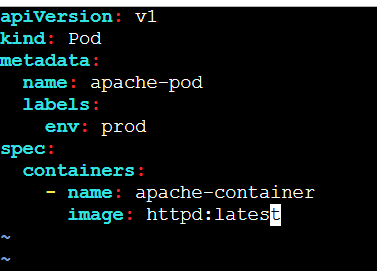 apiVersion: v1
kind: Pod
metadata:
  name: apache-pod
  labels:
    env: prod
spec:
  containers:
    - name: apache-container
      image: httpd:latest
~
~